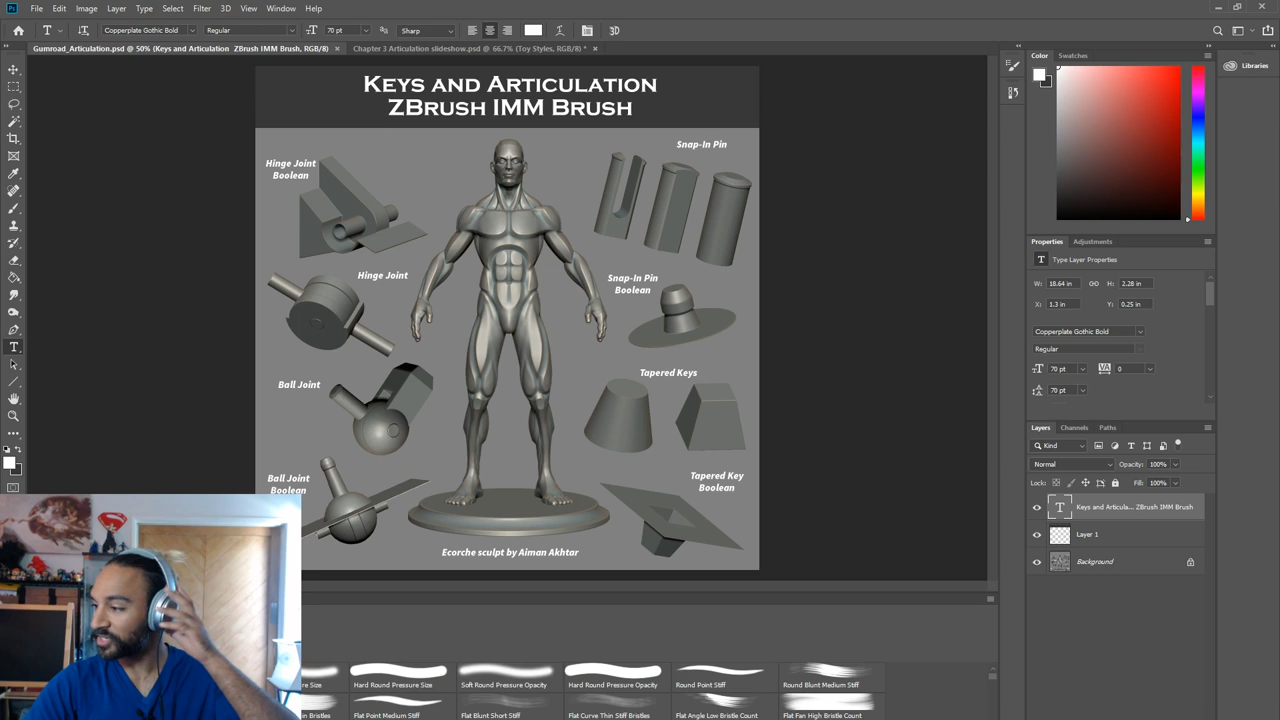 File Edit Image Layer Type Select Filter 3D View Window Help
Copperplate Gothic Bold Regular 70 pt Sharp 3D
Gumroad_Articulation.psd @ 50% (Keys and Articulation ZBrush IMM Brush, RGB/8) × Chapter 3 Articulation slideshow.psd @ 66.7% (Toy Styles, RGB/8) * ×
Keys and Articulation
ZBrush IMM Brush
Hinge Joint
Boolean
Snap-In Pin
Hinge Joint
Snap-In Pin
Boolean
Ball Joint
Tapered Keys
Ball Joint
Boolean
Tapered Key
Boolean
Ecorche sculpt by Aiman Akhtar
Color Swatches
Libraries
Properties Adjustments
Type Layer Properties
W: 18.64 in H: 2.28 in
X: 1.3 in Y: 0.25 in
Copperplate Gothic Bold
Regular
70 pt 0
70 pt
Layers Channels Paths
Kind
Normal Opacity: 100%
Lock: Fill: 100%
Keys and Articula... ZBrush IMM Brush
Layer 1
Background
re Size Hard Round Pressure Size Soft Round Pressure Opacity Hard Round Pressure Opacity Round Point Stiff Round Blunt Medium Stiff
in Bristles Flat Point Medium Stiff Flat Blunt Short Stiff Flat Curve Thin Stiff Bristles Flat Angle Low Bristle Count Flat Fan High Bristle Count